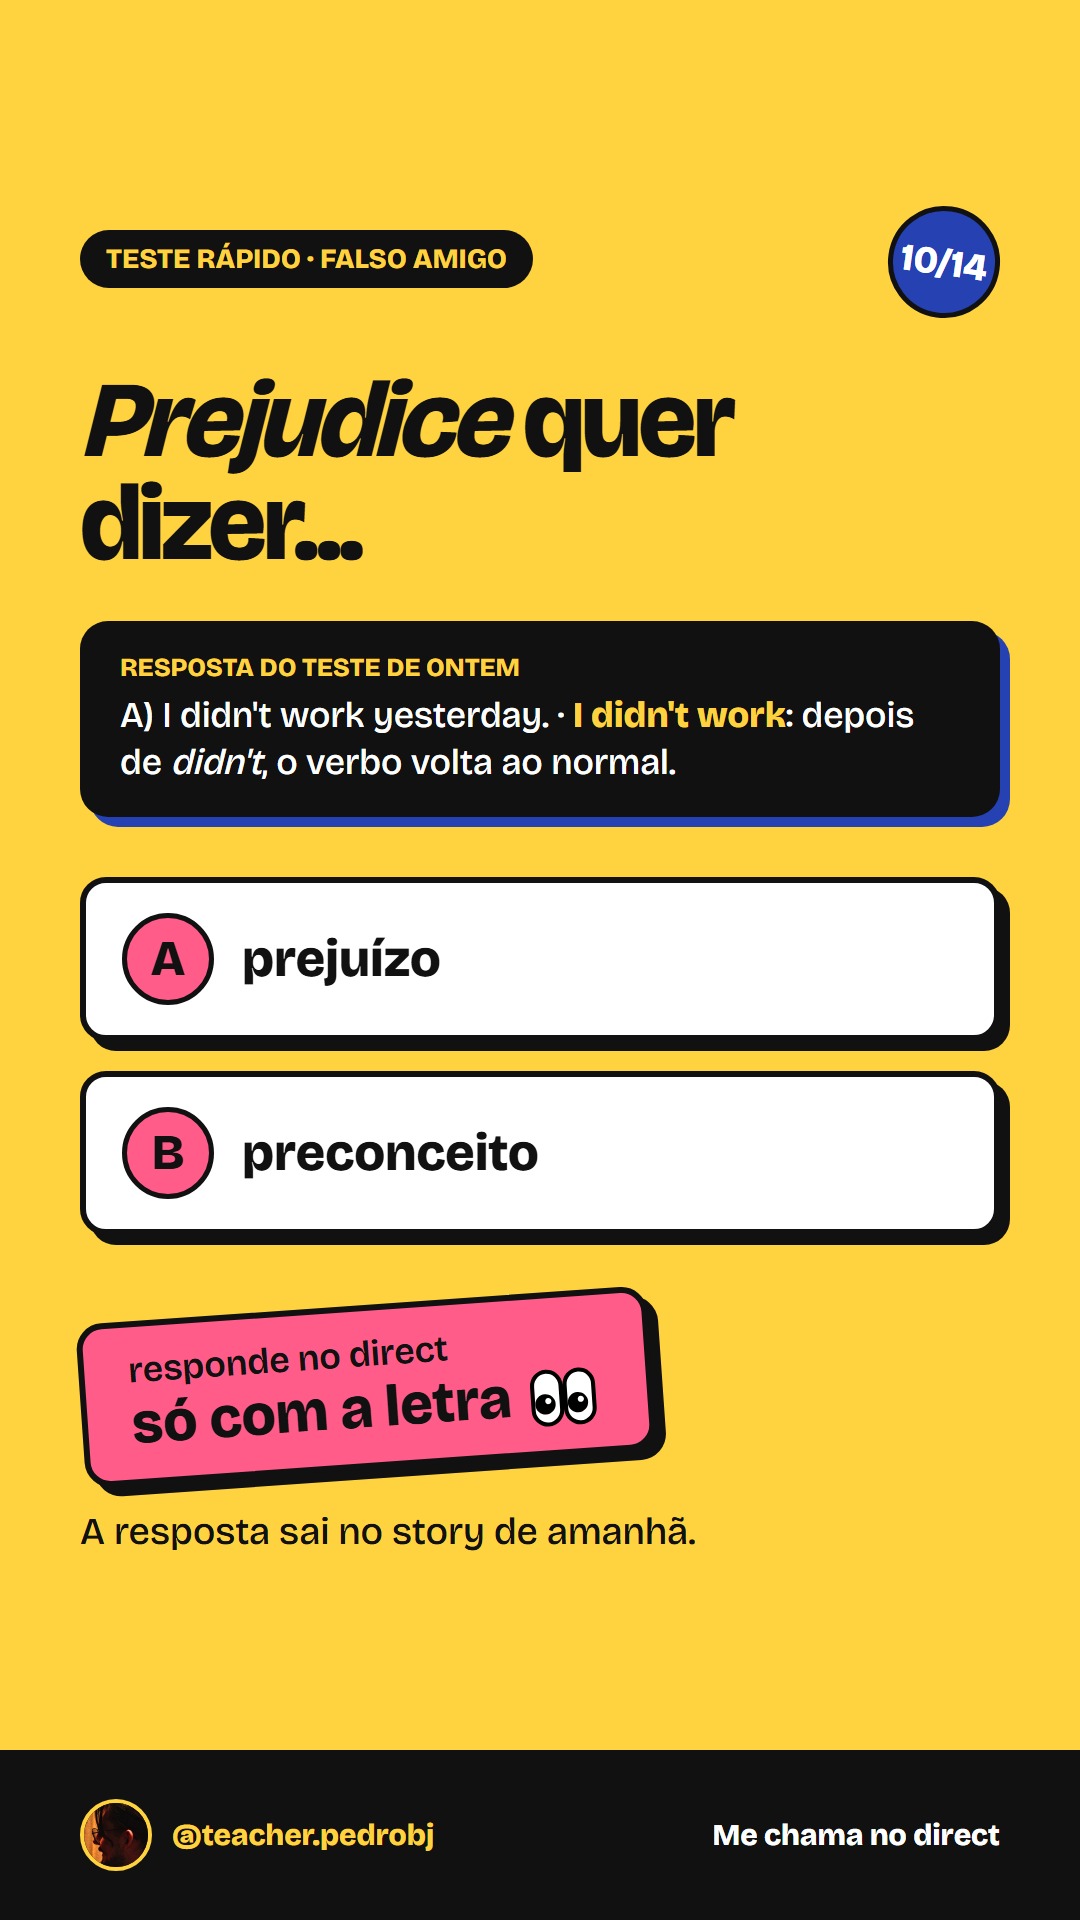 TESTE RÁPIDO · FALSO AMIGO
10/14
Prejudice quer
dizer...
RESPOSTA DO TESTE DE ONTEM
A) I didn't work yesterday. · I didn't work: depois
de didn't, o verbo volta ao normal.
A prejuízo
B preconceito
responde no direct
só com a letra 👀
A resposta sai no story de amanhã.
@teacher.pedrobj
Me chama no direct